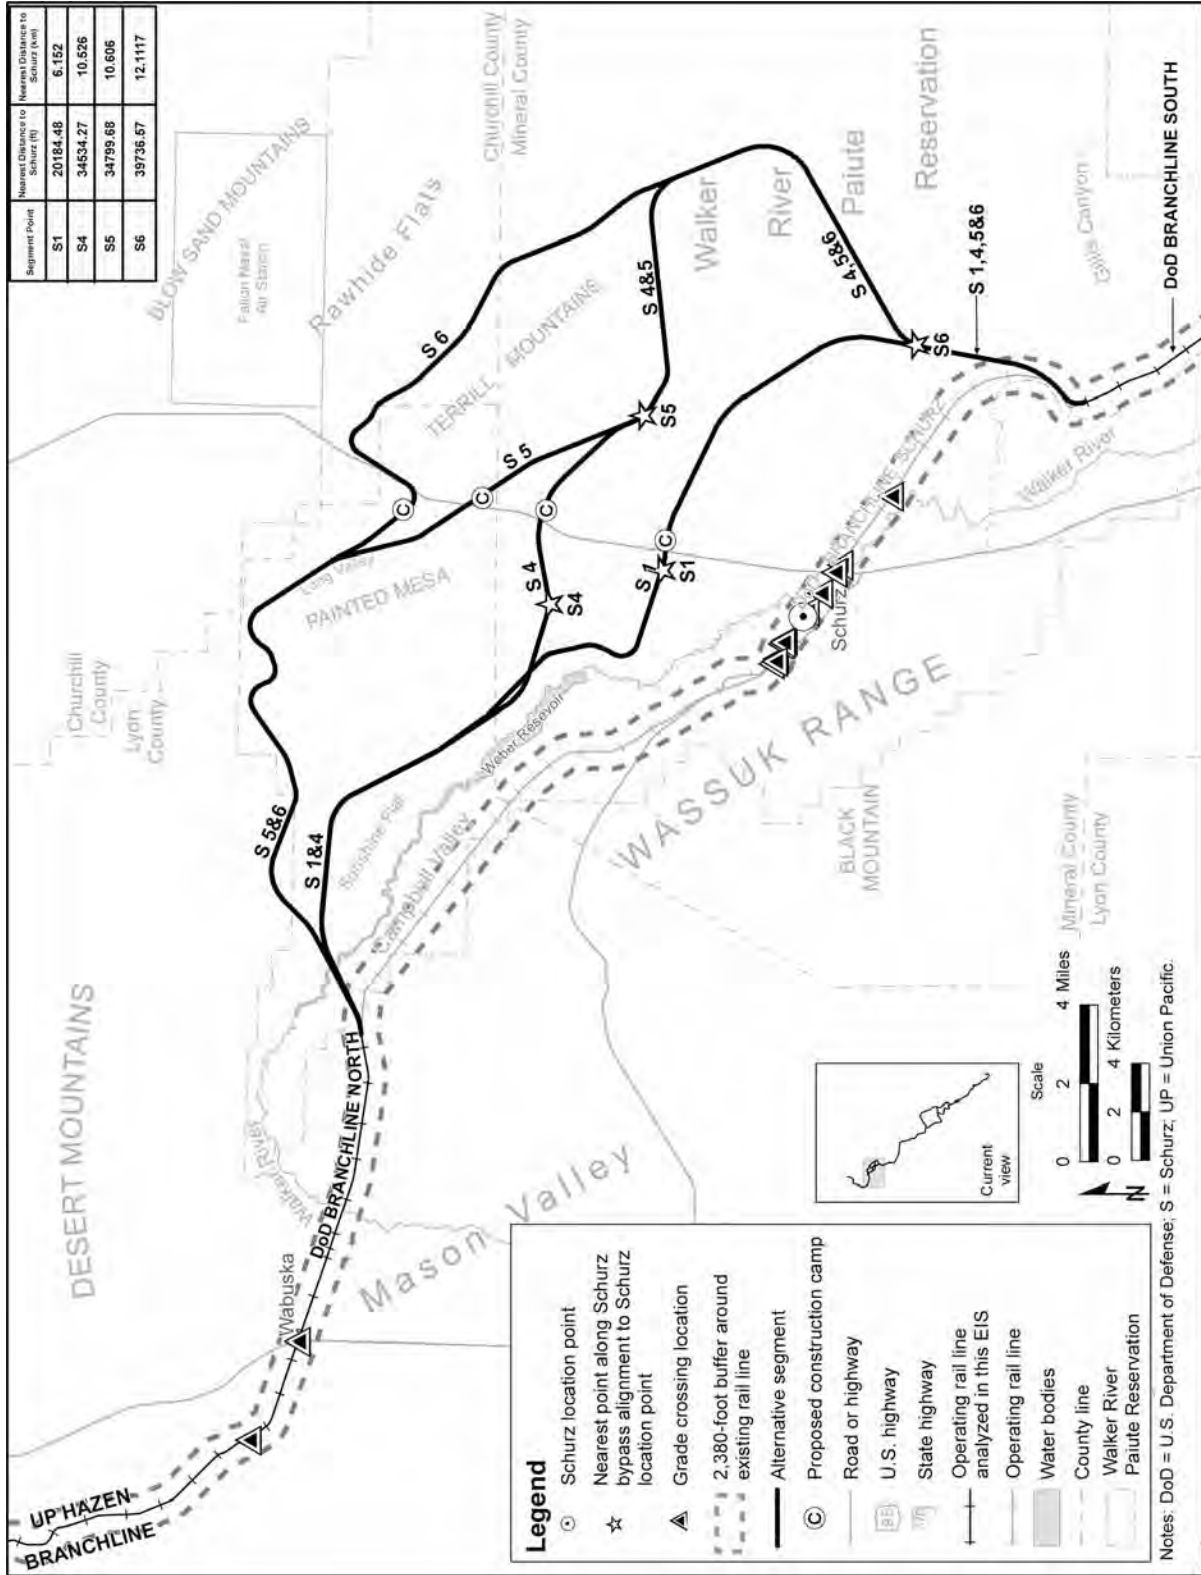 Segment Point
Nearest Distance to
Schurz (ft)
Nearest Distance to
Schurz (km)
S1
20184.48
6.152
S4
34534.27
10.526
S5
34799.68
10.606
S6
39736.57
12.1117
UP HAZEN
BRANCHLINE
DESERT MOUNTAINS
Wabuska
DoD BRANCHLINE NORTH
Walker River
Mason Valley
Churchill
County
Lyon
County
S 5&6
S 1&4
Sunshine Flat
Campbell Valley
Weber Resevoir
Long Valley
PAINTED MESA
BLOW SAND MOUNTAINS
Fallon Naval
Air Station
Rawhide Flats
TERRILL MOUNTAINS
Churchill County
Mineral County
S 6
C
S 5
C
S 4
C
S4
S5
S 4&5
S 1
C
S1
Walker
River
Paiute
Reservation
S 4,5&6
S6
S 1,4,5&6
Gillis Canyon
DoD BRANCHLINE SOUTH
Walker River
BRANCHLINE SCHURZ
Schurz
WASSUK RANGE
BLACK
MOUNTAIN
Mineral County
Lyon County
Legend
Schurz location point
Nearest point along Schurz
bypass alignment to Schurz
location point
Grade crossing location
2,380-foot buffer around
existing rail line
Alternative segment
C Proposed construction camp
Road or highway
95 U.S. highway
State highway
Operating rail line
analyzed in this EIS
Operating rail line
Water bodies
County line
Walker River
Paiute Reservation
Current
view
Scale
0 2 4 Miles
0 2 4 Kilometers
N
Notes: DoD = U.S. Department of Defense; S = Schurz; UP = Union Pacific.